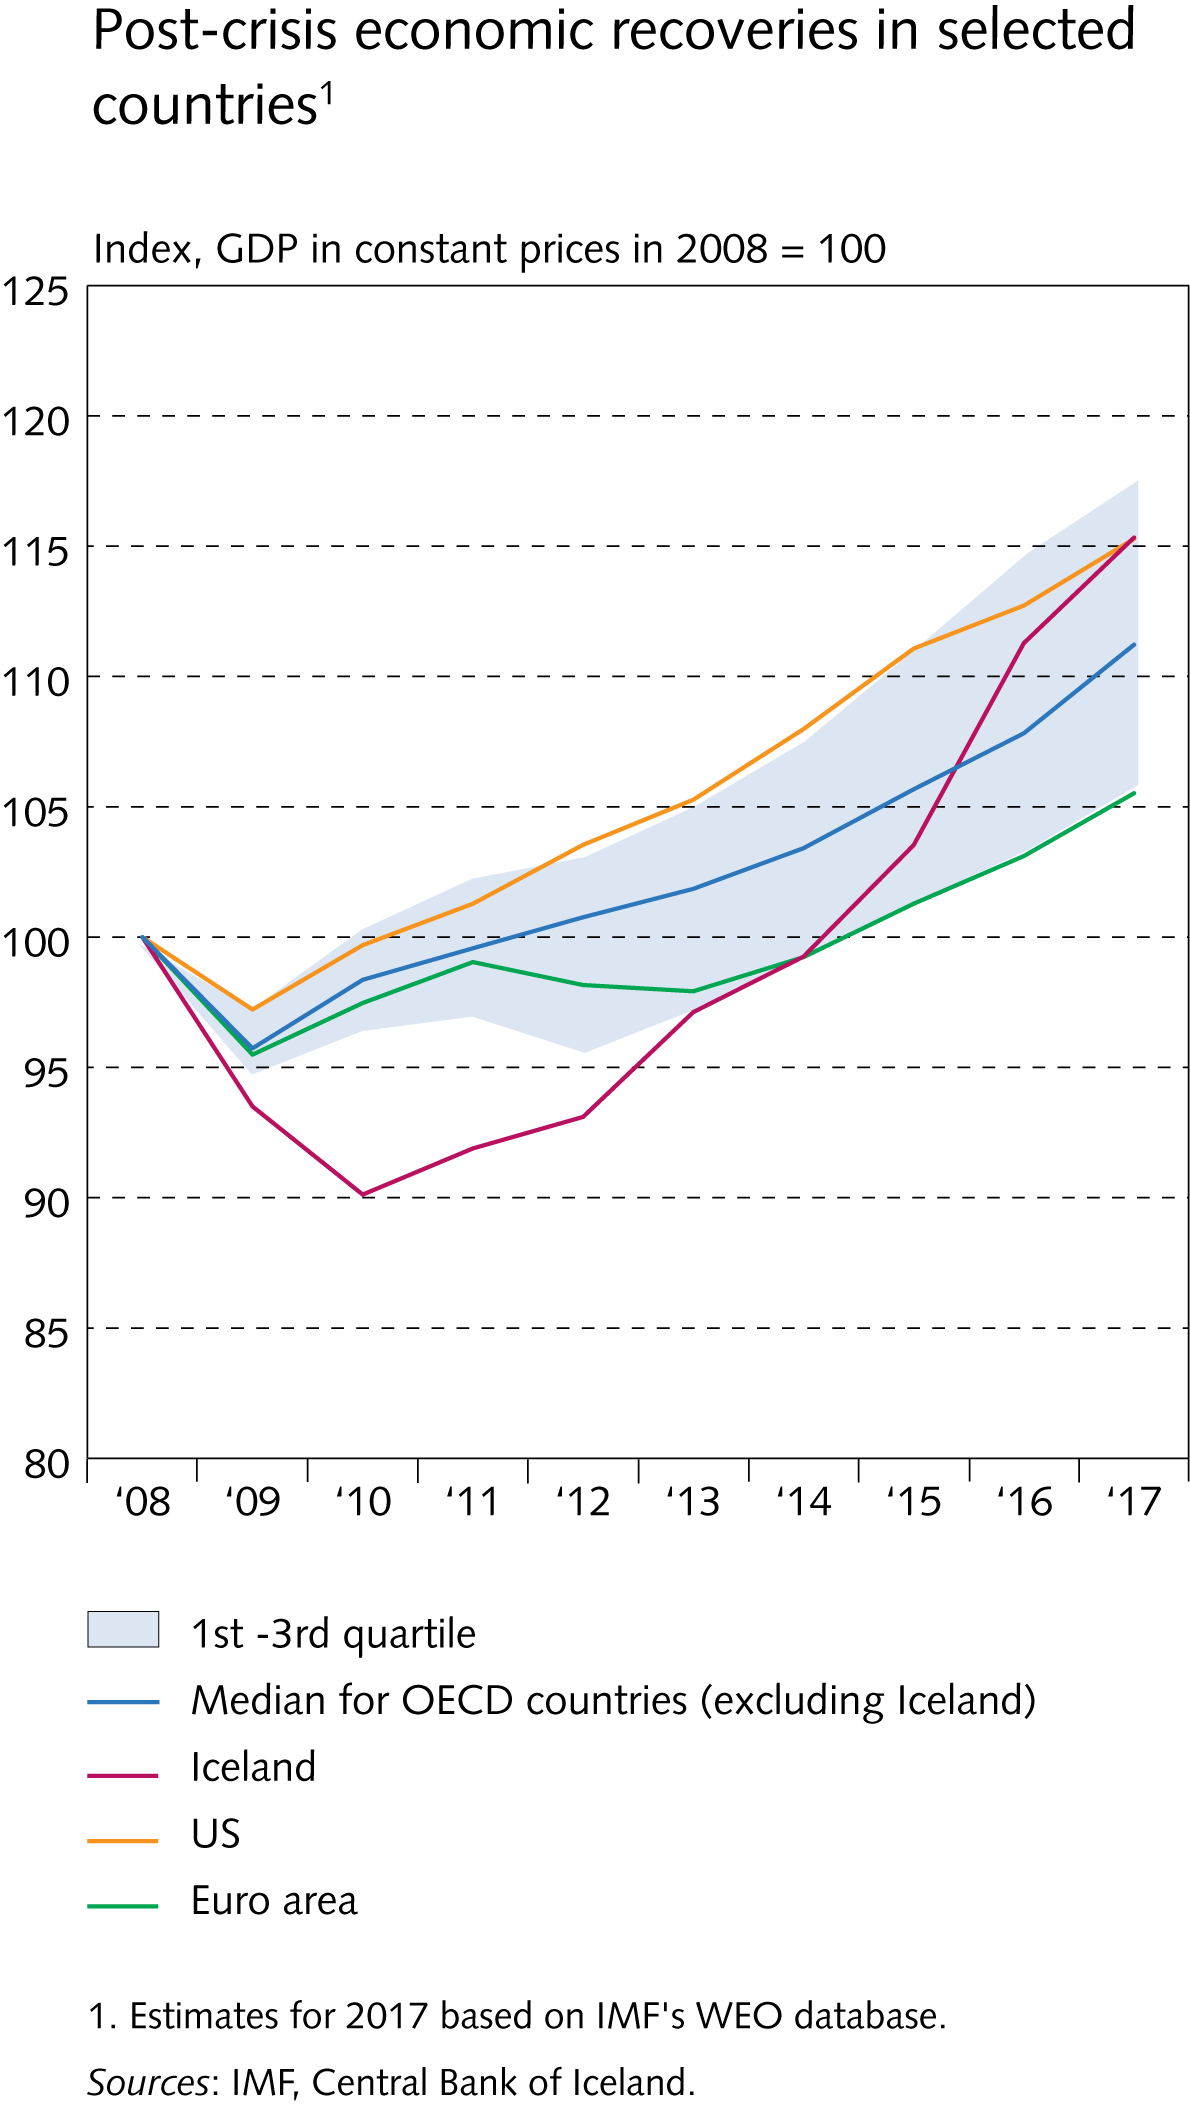 Post-crisis economic recoveries in selected
countries¹
Index, GDP in constant prices in 2008 = 100
125
120
115
110
105
100
95
90
85
80
‘08 ‘09 ‘10 ‘11 ‘12 ‘13 ‘14 ‘15 ‘16 ‘17
1st -3rd quartile
Median for OECD countries (excluding Iceland)
Iceland
US
Euro area
1. Estimates for 2017 based on IMF's WEO database.
Sources: IMF, Central Bank of Iceland.